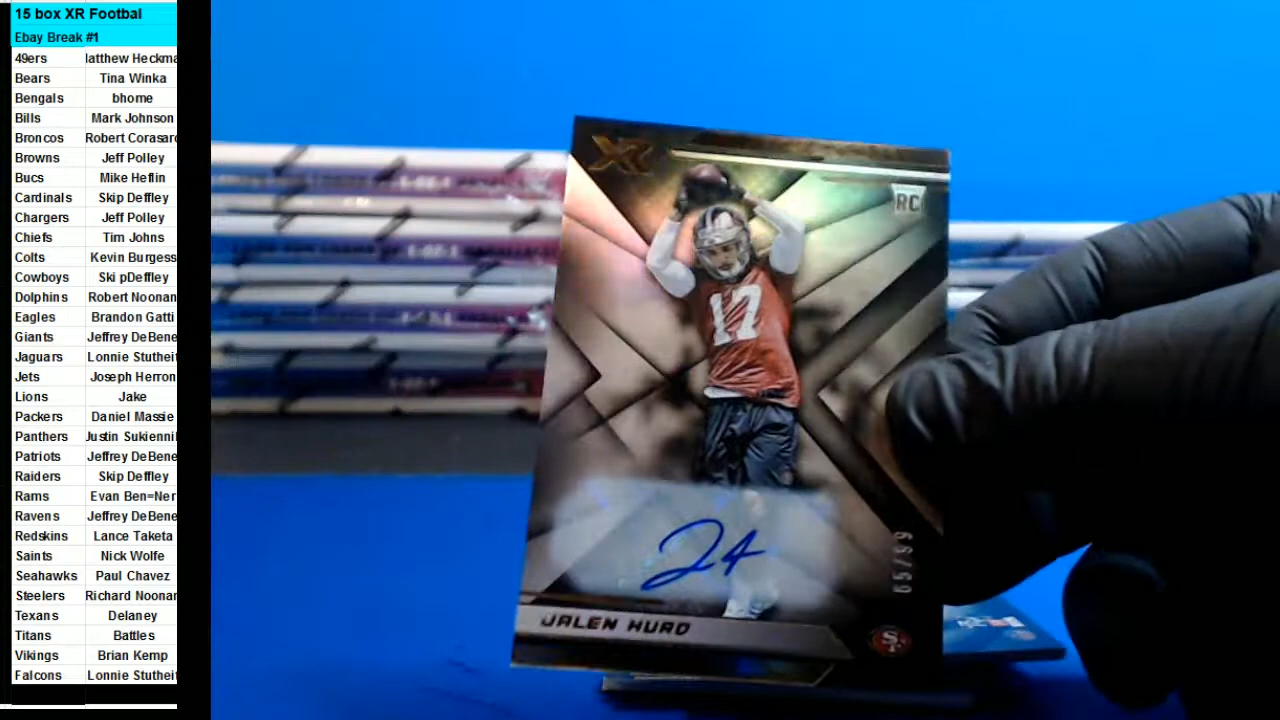 15 box XR Footbal
Ebay Break #1
49ers latthew Heckma
Bears Tina Winka
Bengals bhome
Bills Mark Johnson
Broncos Robert Corasard
Browns Jeff Polley
Bucs Mike Heflin
Cardinals Skip Deffley
Chargers Jeff Polley
Chiefs Tim Johns
Colts Kevin Burgess
Cowboys Ski pDeffley
Dolphins Robert Noonan
Eagles Brandon Gatti
Giants Jeffrey DeBene
Jaguars Lonnie Stutheit
Jets Joseph Herron
Lions Jake
Packers Daniel Massie
Panthers Justin Sukienni
Patriots Jeffrey DeBene
Raiders Skip Deffley
Rams Evan Ben=Ner
Ravens Jeffrey DeBene
Redskins Lance Taketa
Saints Nick Wolfe
Seahawks Paul Chavez
Steelers Richard Noonan
Texans Delaney
Titans Battles
Vikings Brian Kemp
Falcons Lonnie Stutheit
XR
RC
17
65/99
JALEN HURD
SF